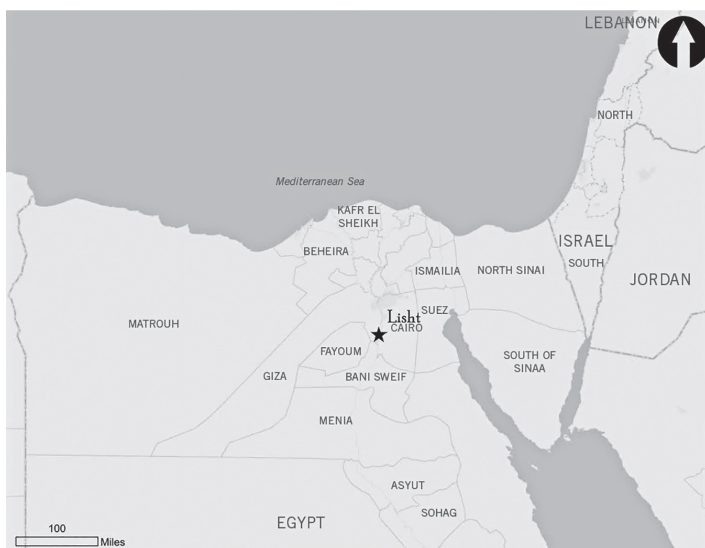 LEBANON
NORTH
Mediterranean Sea
KAFR EL
SHEIKH
BEHEIRA
ISRAEL
SOUTH
ISMAILIA
NORTH SINAI
JORDAN
MATROUH
Lisht
SUEZ
CAIRO
FAYOUM
SOUTH OF
SINAA
GIZA
BANI SWEIF
MENIA
ASYUT
SOHAG
EGYPT
100
Miles